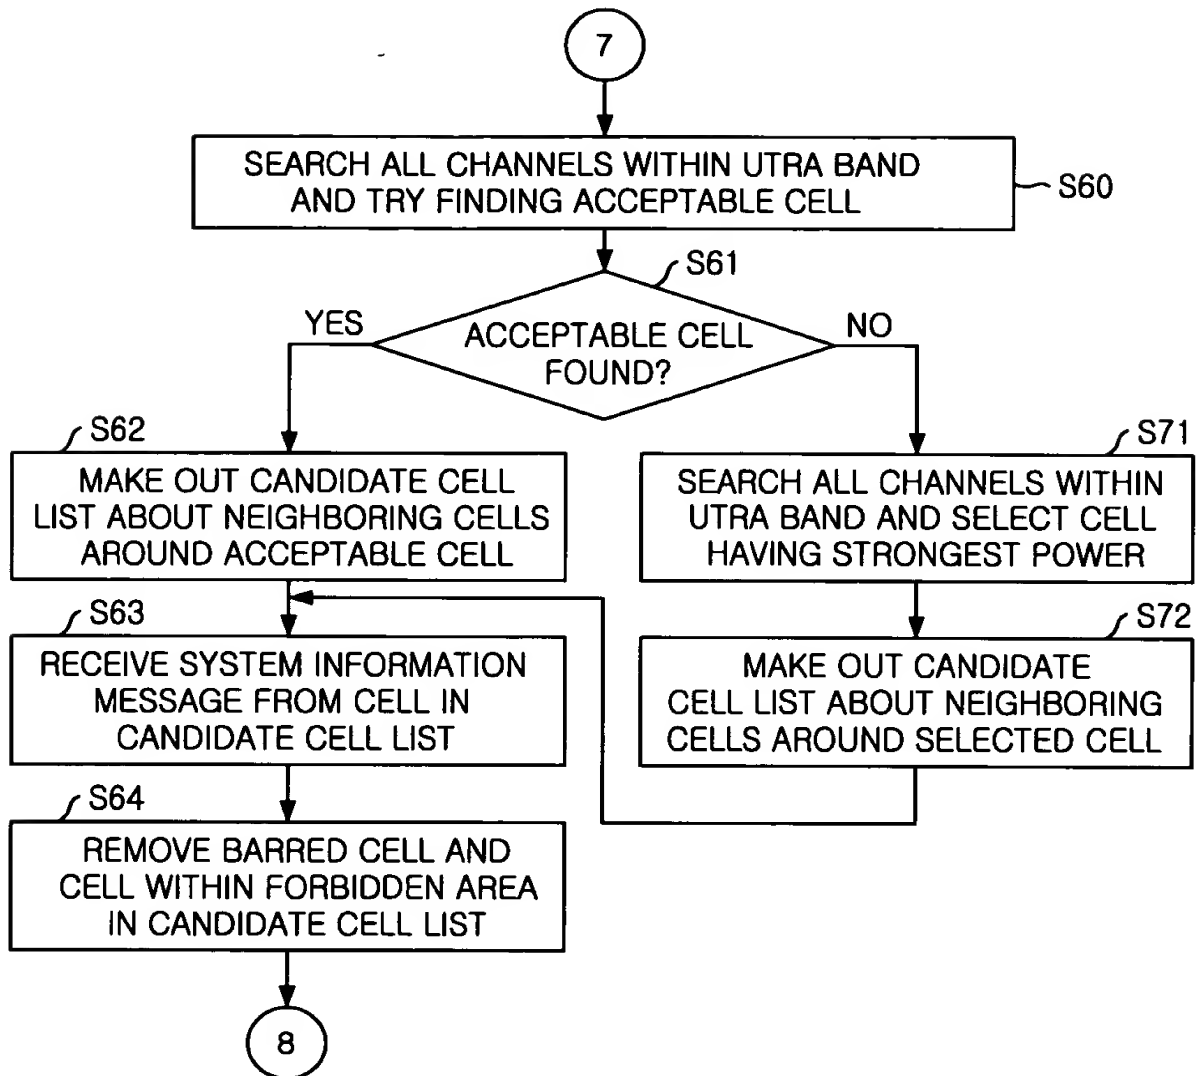 7
SEARCH ALL CHANNELS WITHIN UTRA BAND
AND TRY FINDING ACCEPTABLE CELL
S60
S61
YES
ACCEPTABLE CELL
FOUND?
NO
S62
MAKE OUT CANDIDATE CELL
LIST ABOUT NEIGHBORING CELLS
AROUND ACCEPTABLE CELL
S71
SEARCH ALL CHANNELS WITHIN
UTRA BAND AND SELECT CELL
HAVING STRONGEST POWER
S63
RECEIVE SYSTEM INFORMATION
MESSAGE FROM CELL IN
CANDIDATE CELL LIST
S72
MAKE OUT CANDIDATE
CELL LIST ABOUT NEIGHBORING
CELLS AROUND SELECTED CELL
S64
REMOVE BARRED CELL AND
CELL WITHIN FORBIDDEN AREA
IN CANDIDATE CELL LIST
8